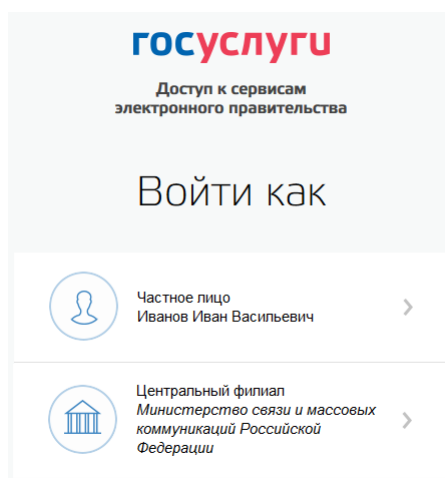 госуслуги
Доступ к сервисам
электронного правительства
Войти как
Частное лицо
Иванов Иван Васильевич
Центральный филиал
Министерство связи и массовых
коммуникаций Российской
Федерации